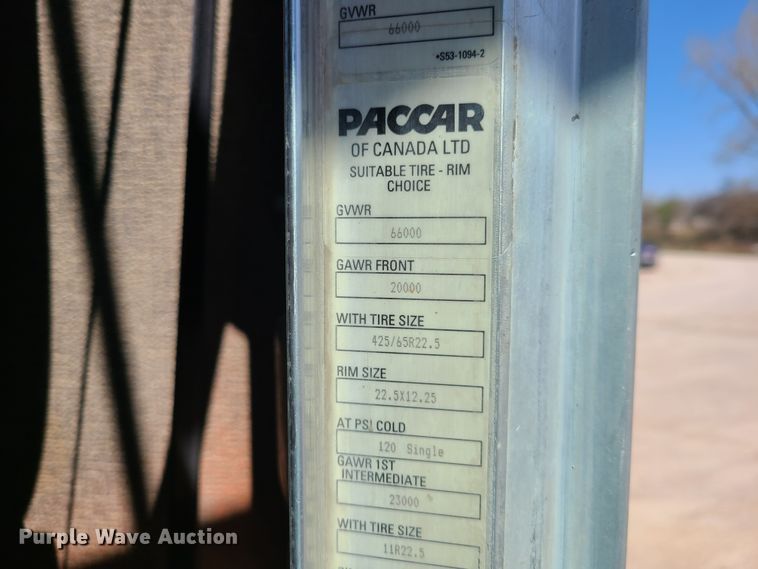 GVWR
66000
•S53-1094-2
PACCAR
OF CANADA LTD
SUITABLE TIRE - RIM
CHOICE
GVWR
66000
GAWR FRONT
20000
WITH TIRE SIZE
425/65R22.5
RIM SIZE
22.5X12.25
AT PSI COLD
120 Single
GAWR 1ST
INTERMEDIATE
23000
WITH TIRE SIZE
11R22.5
Purple Wave Auction